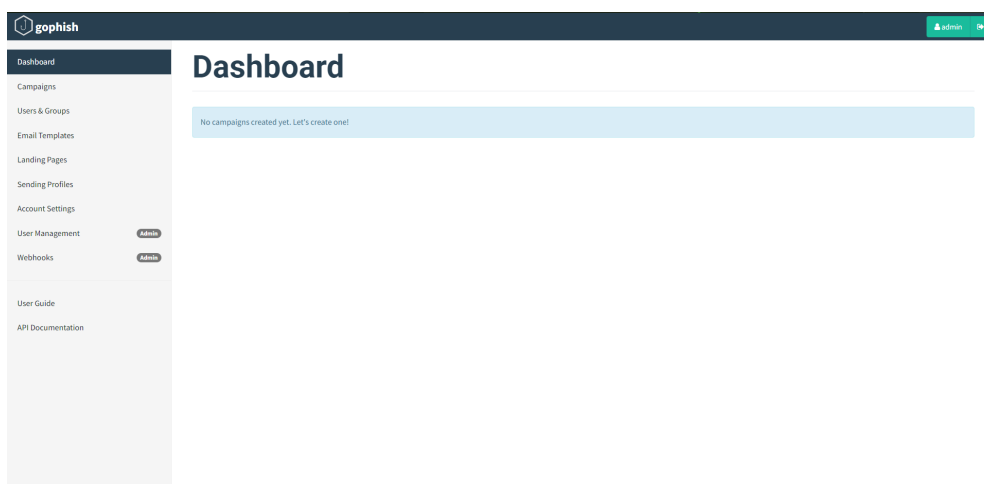 gophish
admin
Dashboard
Campaigns
Users & Groups
Email Templates
Landing Pages
Sending Profiles
Account Settings
User Management Admin
Webhooks Admin
User Guide
API Documentation
Dashboard
No campaigns created yet. Let's create one!